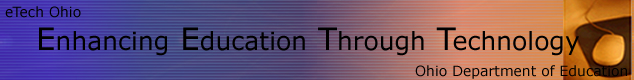 eTech Ohio
Enhancing Education Through Technology
Ohio Department of Education